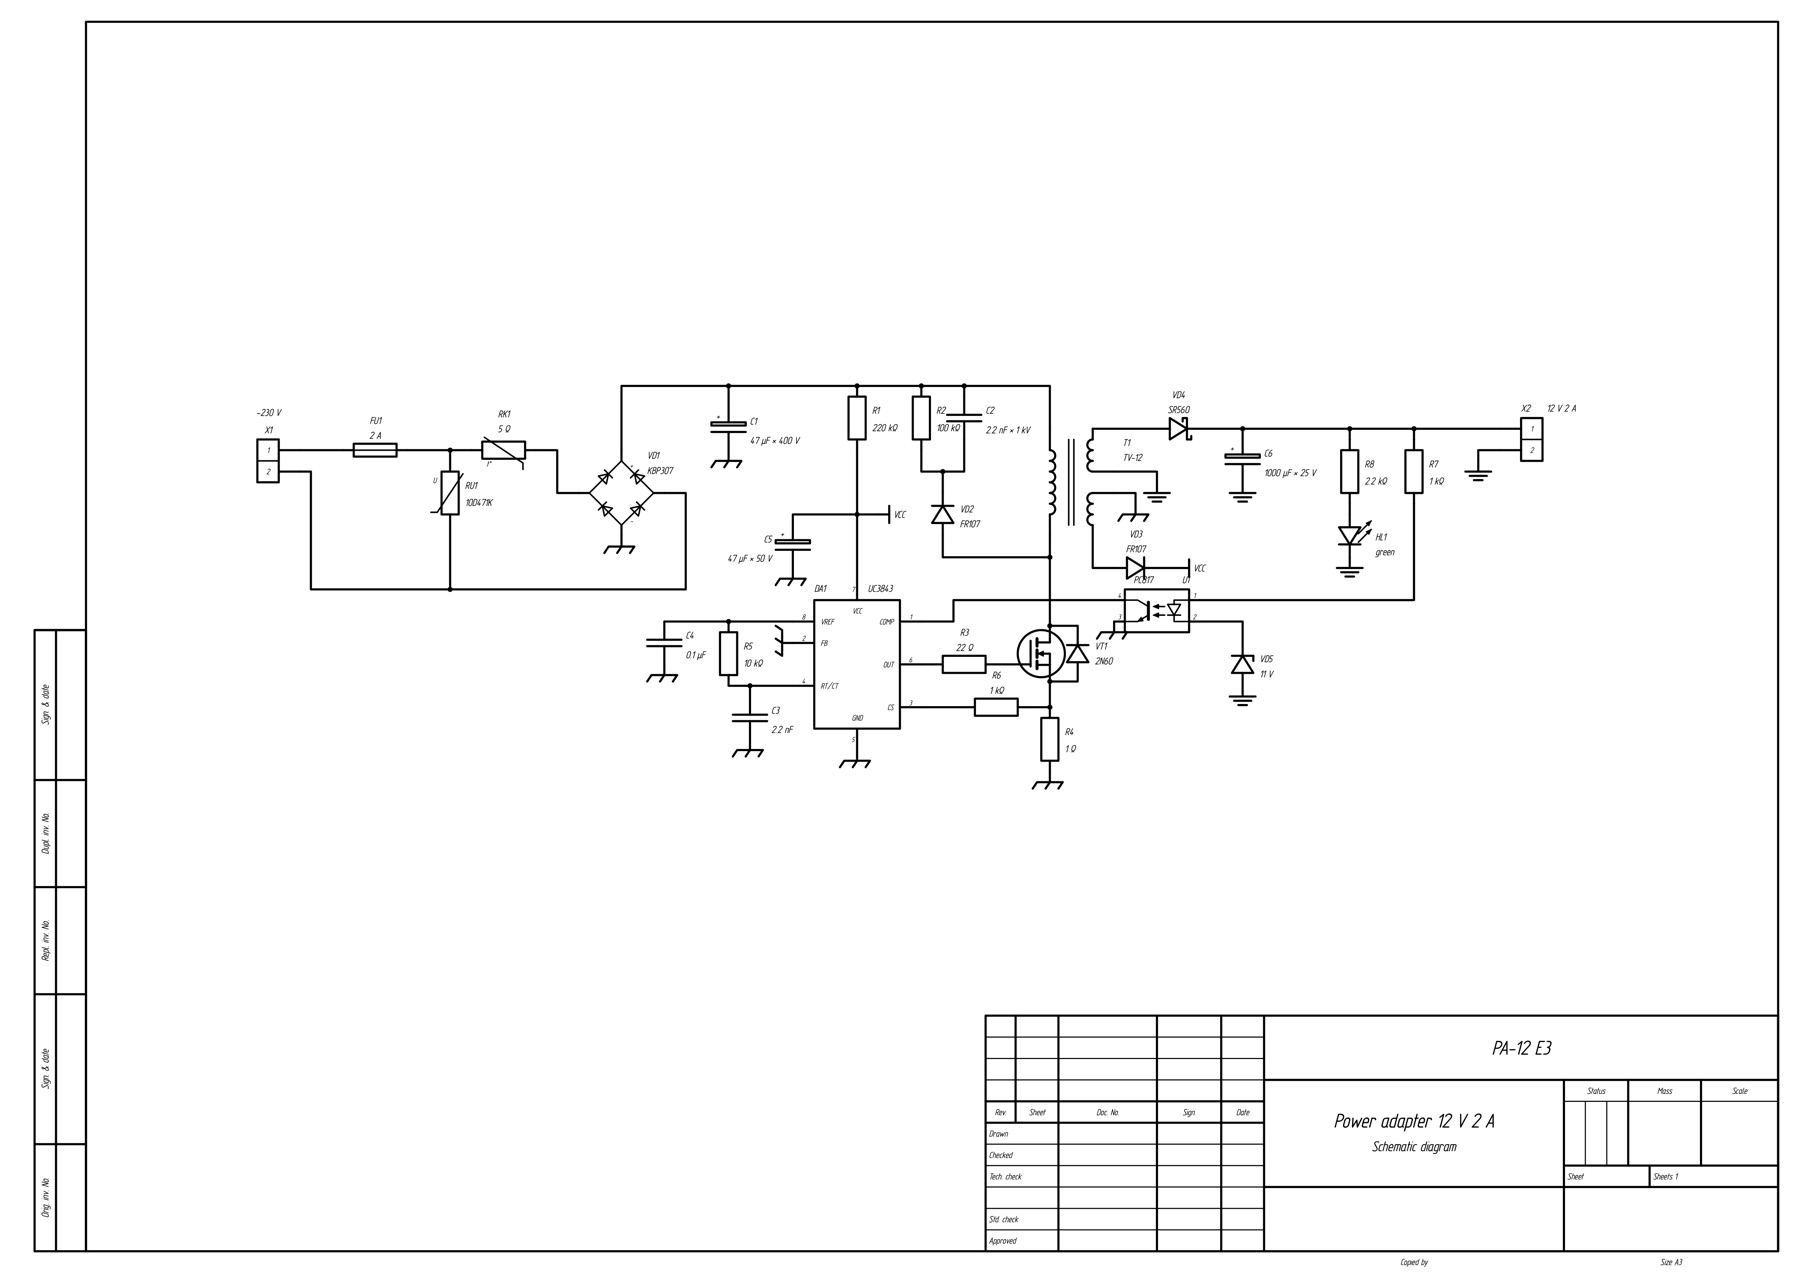 ~230 V
X1
1
2
FU1
2 A
RK1
5 Ω
t°
U
RU1
10D471K
VD1
KBP307
+
-
+
C1
47 µF × 400 V
R1
220 kΩ
R2
100 kΩ
C2
2.2 nF × 1 kV
VD2
FR107
T1
TV-12
VD4
SR560
+
C6
1000 µF × 25 V
R8
2.2 kΩ
R7
1 kΩ
X2
12 V 2 A
1
2
HL1
green
VCC
+
C5
47 µF × 50 V
VD3
FR107
VCC
PC817
U1
4
3
1
2
DA1
UC3843
7
VCC
8
VREF
2
FB
4
RT/CT
COMP
1
OUT
6
CS
3
GND
5
C4
0.1 µF
R5
10 kΩ
C3
2.2 nF
R3
22 Ω
R6
1 kΩ
VT1
2N60
R4
1 Ω
VD5
11 V
Sign. & date
Dupl. inv. No.
Repl. inv. No.
Sign. & date
Orig. inv. No.
PA-12 E3
Power adapter 12 V 2 A
Schematic diagram
Status
Mass
Scale
Sheet
Sheets 1
Rev.
Sheet
Doc. No.
Sign.
Date
Drawn
Checked
Tech. check
Std. check
Approved
Copied by
Size A3